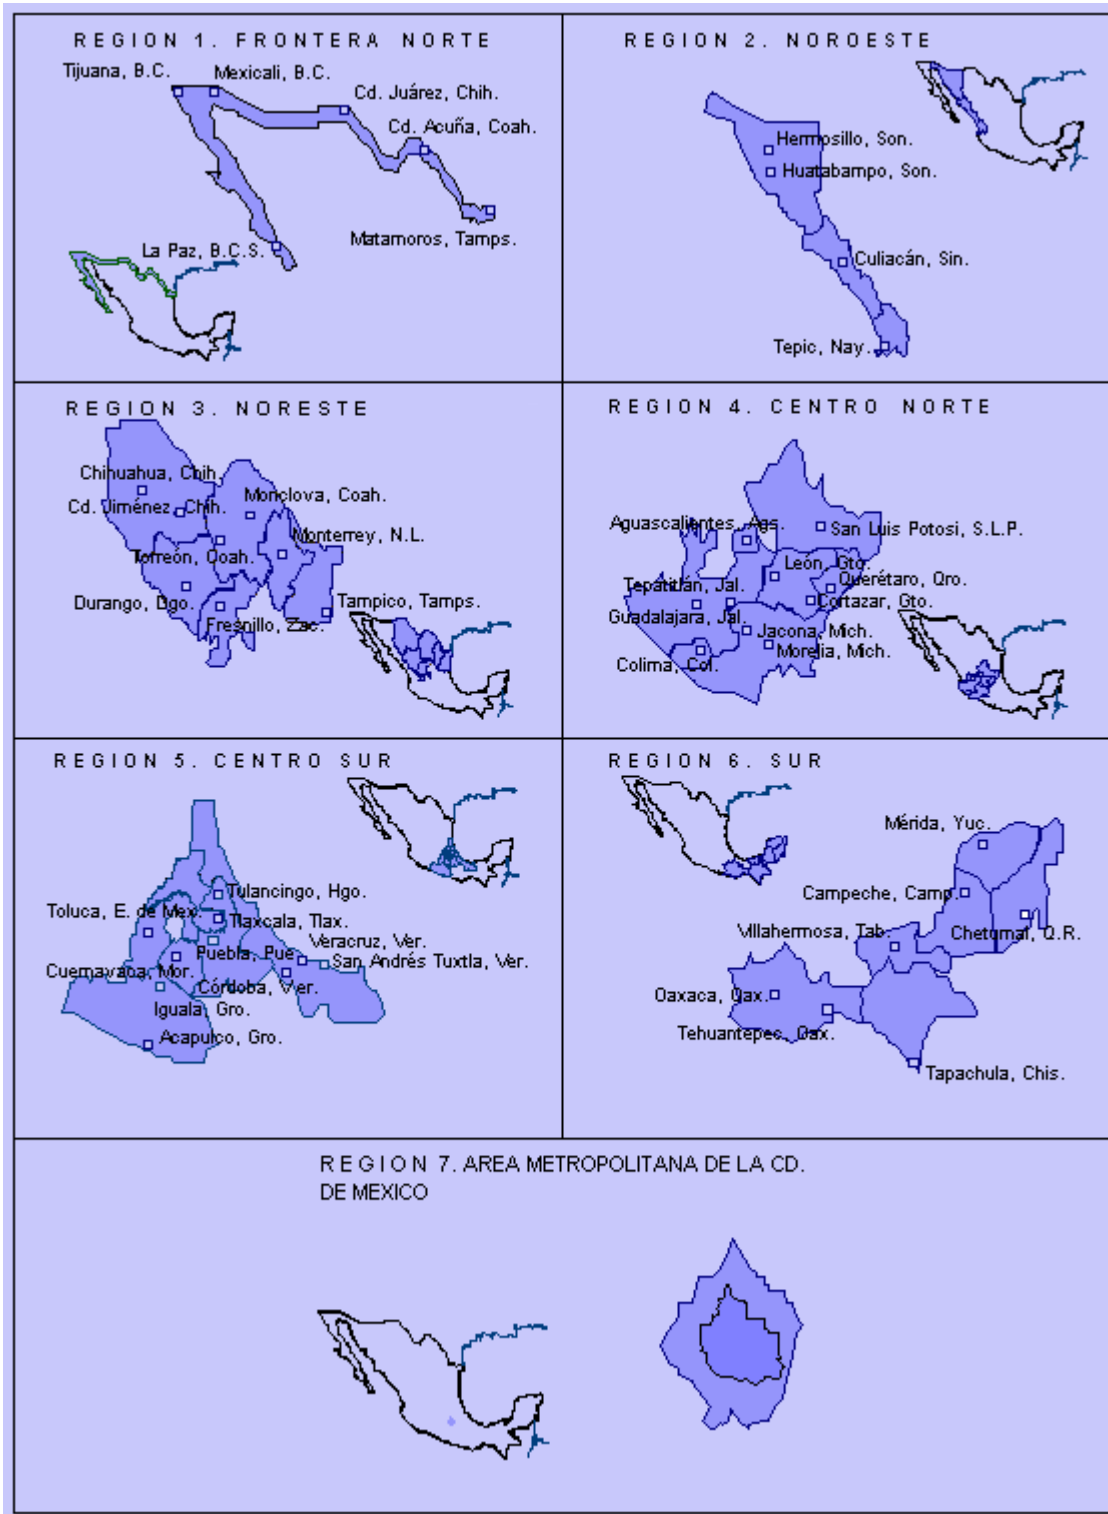 REGION 1. FRONTERA NORTE
Tijuana, B.C.
Mexicali, B.C.
Cd. Juárez, Chih.
Cd. Acuña, Coah.
Matamoros, Tamps.
La Paz, B.C.S.
REGION 2. NOROESTE
Hermosillo, Son.
Huatabampo, Son.
Culiacán, Sin.
Tepic, Nay.
REGION 3. NORESTE
Chihuahua, Chih.
Cd. Jiménez, Chih.
Monclova, Coah.
Monterrey, N.L.
Torreón, Coah.
Durango, Dgo.
Tampico, Tamps.
Fresnillo, Zac.
REGION 4. CENTRO NORTE
Aguascalientes, Ags.
San Luis Potosi, S.L.P.
León, Gto.
Tepatitlán, Jal.
Querétaro, Qro.
Cortazar, Gto.
Guadalajara, Jal.
Jacona, Mich.
Morelia, Mich.
Colima, Col.
REGION 5. CENTRO SUR
Tulancingo, Hgo.
Toluca, E. de Mex.
Tlaxcala, Tlax.
Veracruz, Ver.
Puebla, Pue.
San Andrés Tuxtla, Ver.
Cuernavaca, Mor.
Córdoba, Ver.
Iguala, Gro.
Acapulco, Gro.
REGION 6. SUR
Mérida, Yuc.
Campeche, Camp.
Villahermosa, Tab.
Chetumal, Q.R.
Oaxaca, Oax.
Tehuantepec, Oax.
Tapachula, Chis.
REGION 7. AREA METROPOLITANA DE LA CD.
DE MEXICO